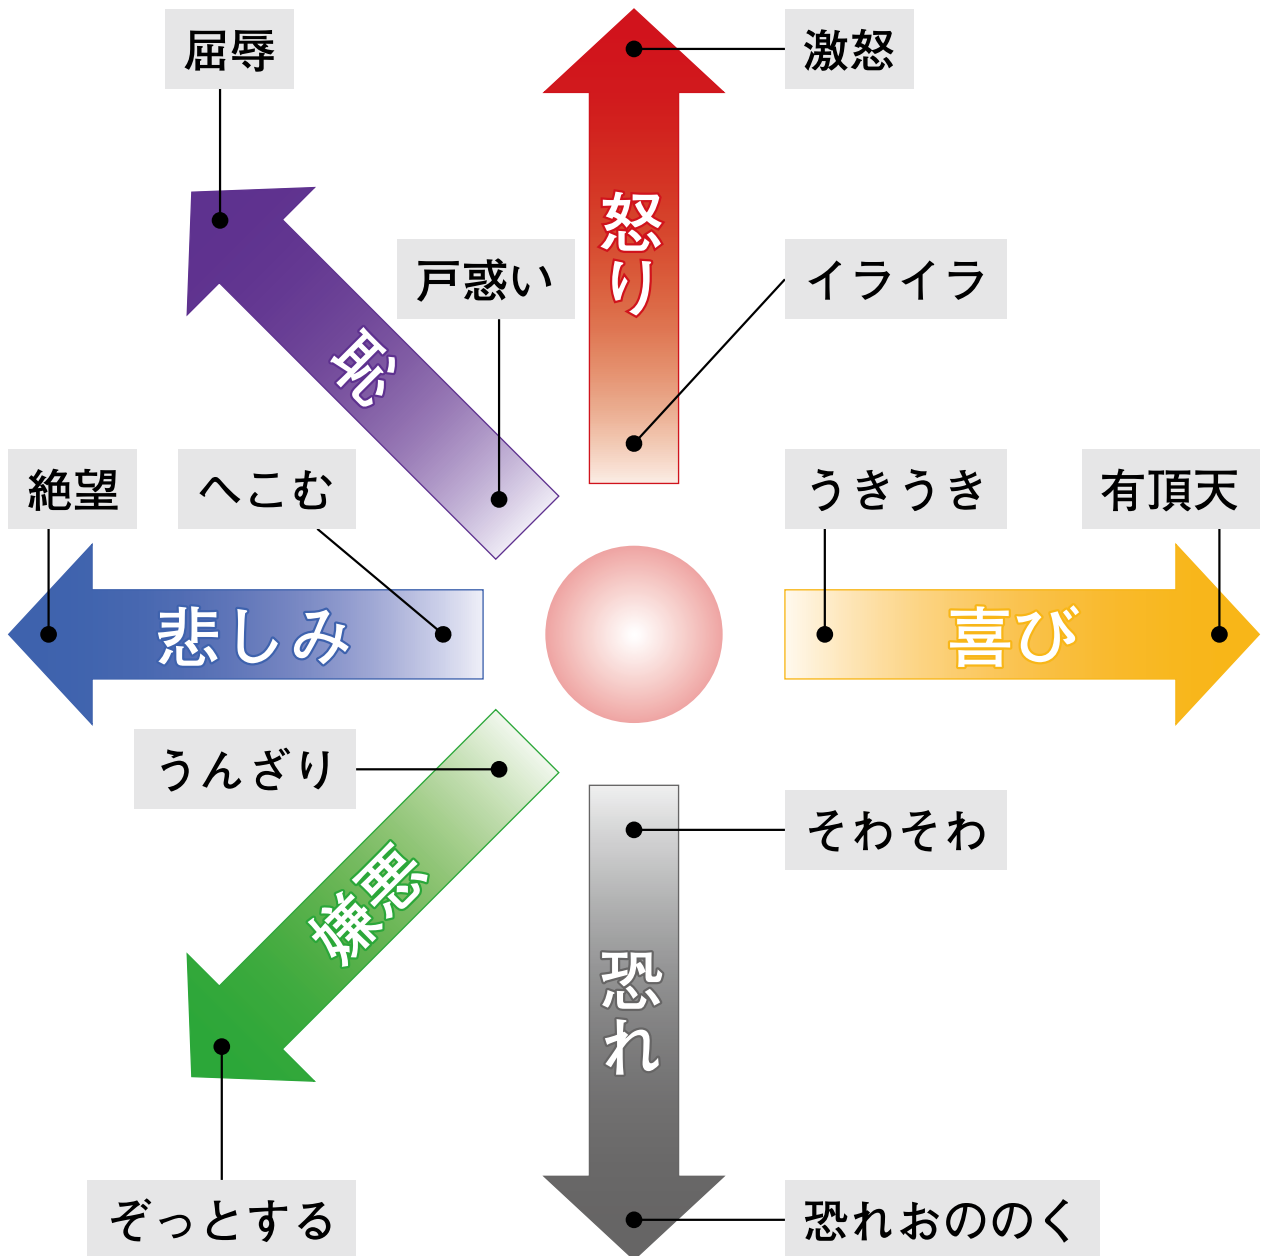 屈辱
激怒
怒り
戸惑い
イライラ
恥
絶望
へこむ
うきうき
有頂天
悲しみ
喜び
うんざり
そわそわ
嫌悪
恐れ
ぞっとする
恐れおののく